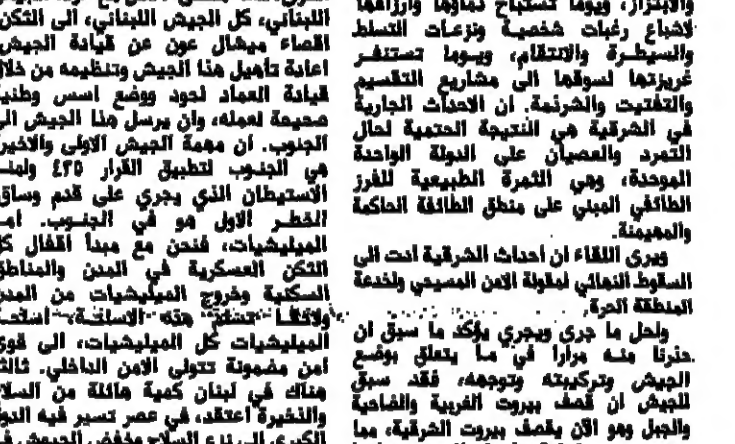 والابتزاز، ويوما تستباح دماؤها وارزاقها
لاشباع رغبات شخصية ونزعات التسلط
والسيطرة والانتقام، ويوما تستنفر
غريزتها لسوقها الى مشاريع التقسيم
والتفتيت والشرذمة. ان الاحداث الجارية
في الشرقية هي النتيجة الحتمية لحال
التمرد والعصيان على الدولة الواحدة
الموحدة، وهي الثمرة الطبيعية للفرز
الطائفي المبني على منطق الطائفة الحاكمة
والمهيمنة.
ويرى اللقاء ان أحداث الشرقية ادت الى
السقوط النهائي لمقولة الامن المسيحي ولخدعة
المنطقة الحرة.
ولعل ما جرى ويجري يؤكد ما سبق ان
حذرنا منه مرارا في ما يتعلق بوضع
الجيش وتركيبته وتوجهه، فقد سبق
للجيش ان قصف بيروت الغربية والضاحية
والجبل وهو الآن يقصف بيروت الشرقية، مما
اللبناني، كل الجيش اللبناني، الى الثكن
اقصاء ميشال عون عن قيادة الجيش
اعادة تأهيل هذا الجيش وتنظيمه من خلال
قيادة العماد لحود ووضع اسس وطنية
صحيحة لعمله، وان يرسل هذا الجيش الى
الجنوب. ان مهمة الجيش الاولى والاخيرة
هي الجنوب لتطبيق القرار ٤٢٥ ولمنع
الاستيطان الذي يجري على قدم وساق
الخطر الاول هو في الجنوب. اما
الميليشيات، فنحن مع مبدأ اقفال كل
الثكن العسكرية في المدن والمناطق
السكنية وخروج الميليشيات من المدن
هذه الاسلحة،
الميليشيات كل الميليشيات، الى قوى
امن مضمونة تتولى الامن الداخلي. ثالثا
هناك في لبنان كمية هائلة من السلاح
والذخيرة اعتقد، في عصر تسير فيه الدول
الكبرى الى نزع السلاح وخفض الجيوش في